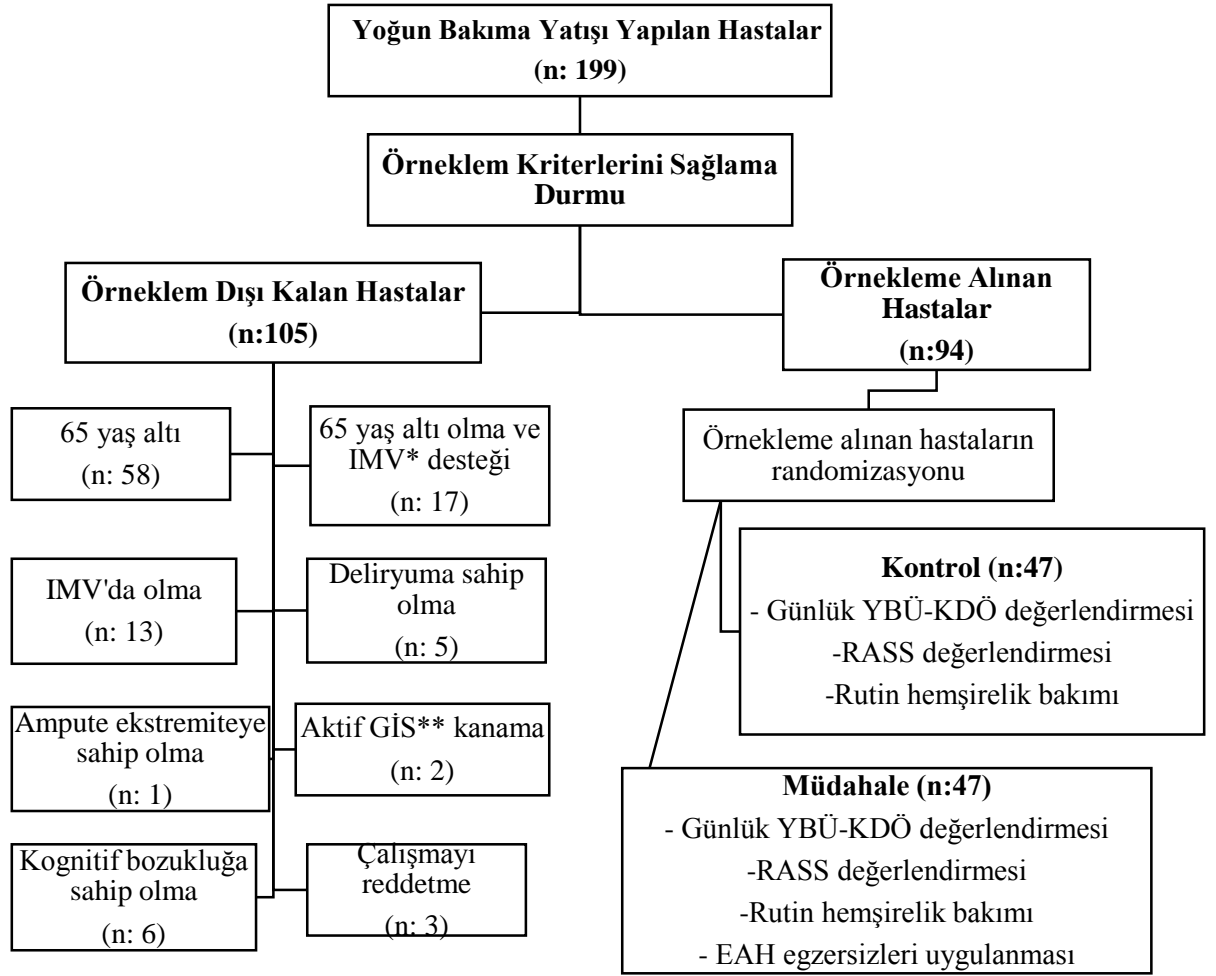 Yoğun Bakıma Yatışı Yapılan Hastalar
(n: 199)
Örneklem Kriterlerini Sağlama
Durmu
Örneklem Dışı Kalan Hastalar
(n:105)
Örnekleme Alınan
Hastalar
(n:94)
65 yaş altı
(n: 58)
65 yaş altı olma ve
IMV* desteği
(n: 17)
IMV'da olma
(n: 13)
Deliryuma sahip
olma
(n: 5)
Ampute ekstremiteye
sahip olma
(n: 1)
Aktif GİS** kanama
(n: 2)
Kognitif bozukluğa
sahip olma
(n: 6)
Çalışmayı
reddetme
(n: 3)
Örnekleme alınan hastaların
randomizasyonu
Kontrol (n:47)
- Günlük YBÜ-KDÖ değerlendirmesi
-RASS değerlendirmesi
-Rutin hemşirelik bakımı
Müdahale (n:47)
- Günlük YBÜ-KDÖ değerlendirmesi
-RASS değerlendirmesi
-Rutin hemşirelik bakımı
- EAH egzersizleri uygulanması